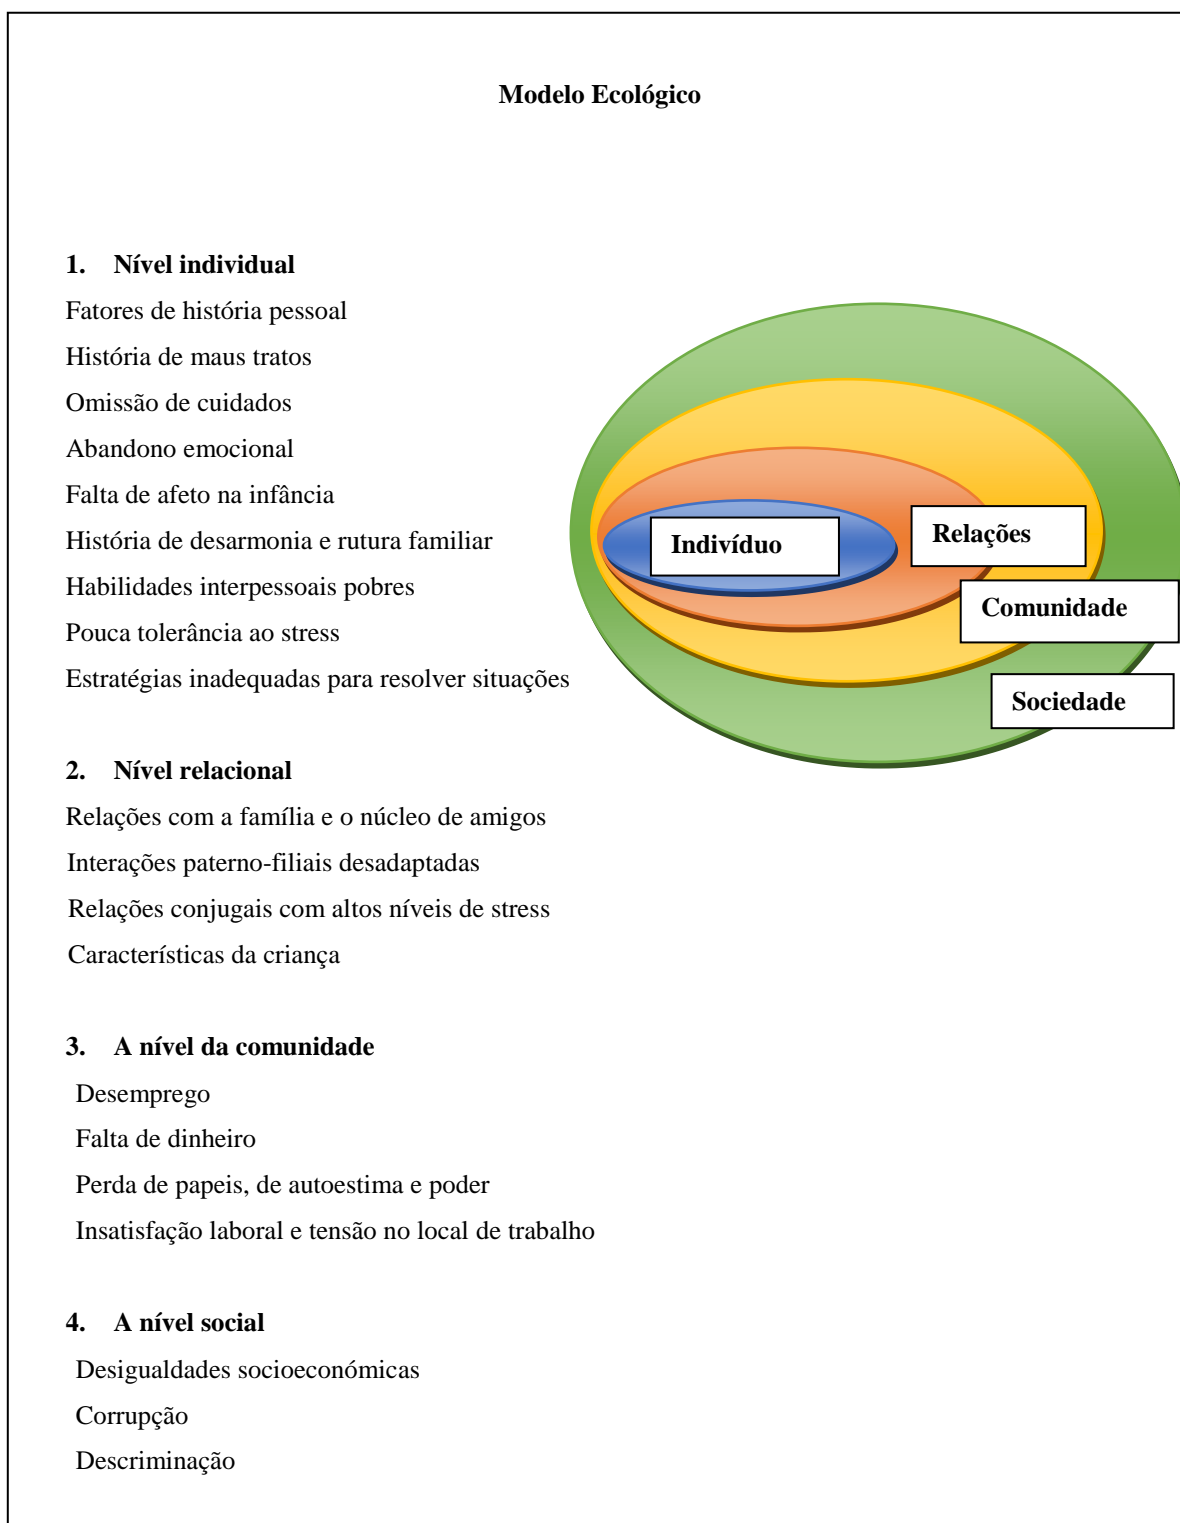 Modelo Ecológico
1. Nível individual
Fatores de história pessoal
História de maus tratos
Omissão de cuidados
Abandono emocional
Falta de afeto na infância
História de desarmonia e rutura familiar
Habilidades interpessoais pobres
Pouca tolerância ao stress
Estratégias inadequadas para resolver situações
Indivíduo
Relações
Comunidade
Sociedade
2. Nível relacional
Relações com a família e o núcleo de amigos
Interações paterno-filiais desadaptadas
Relações conjugais com altos níveis de stress
Características da criança
3. A nível da comunidade
Desemprego
Falta de dinheiro
Perda de papeis, de autoestima e poder
Insatisfação laboral e tensão no local de trabalho
4. A nível social
Desigualdades socioeconómicas
Corrupção
Descriminação